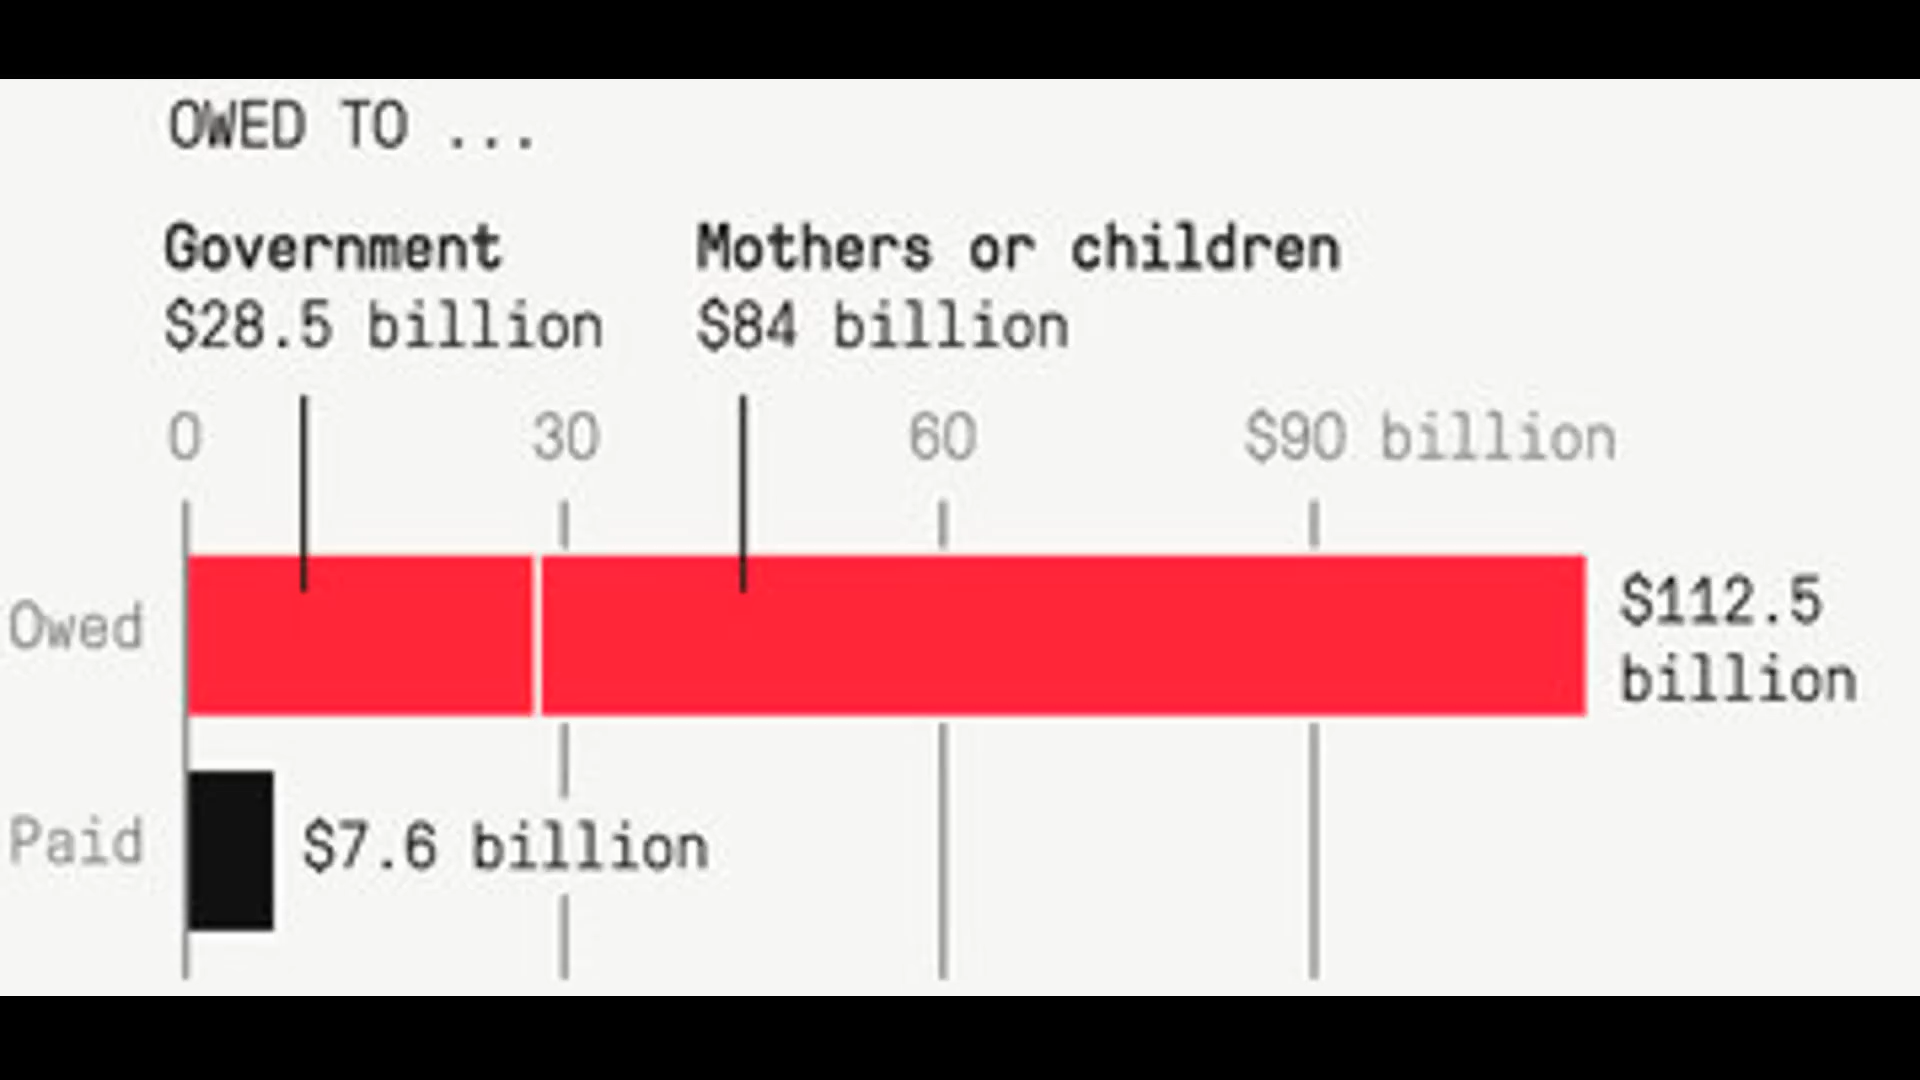 OWED TO ...
Government
$28.5 billion
Mothers or children
$84 billion
0 30 60 $90 billion
Owed
$112.5
billion
Paid
$7.6 billion